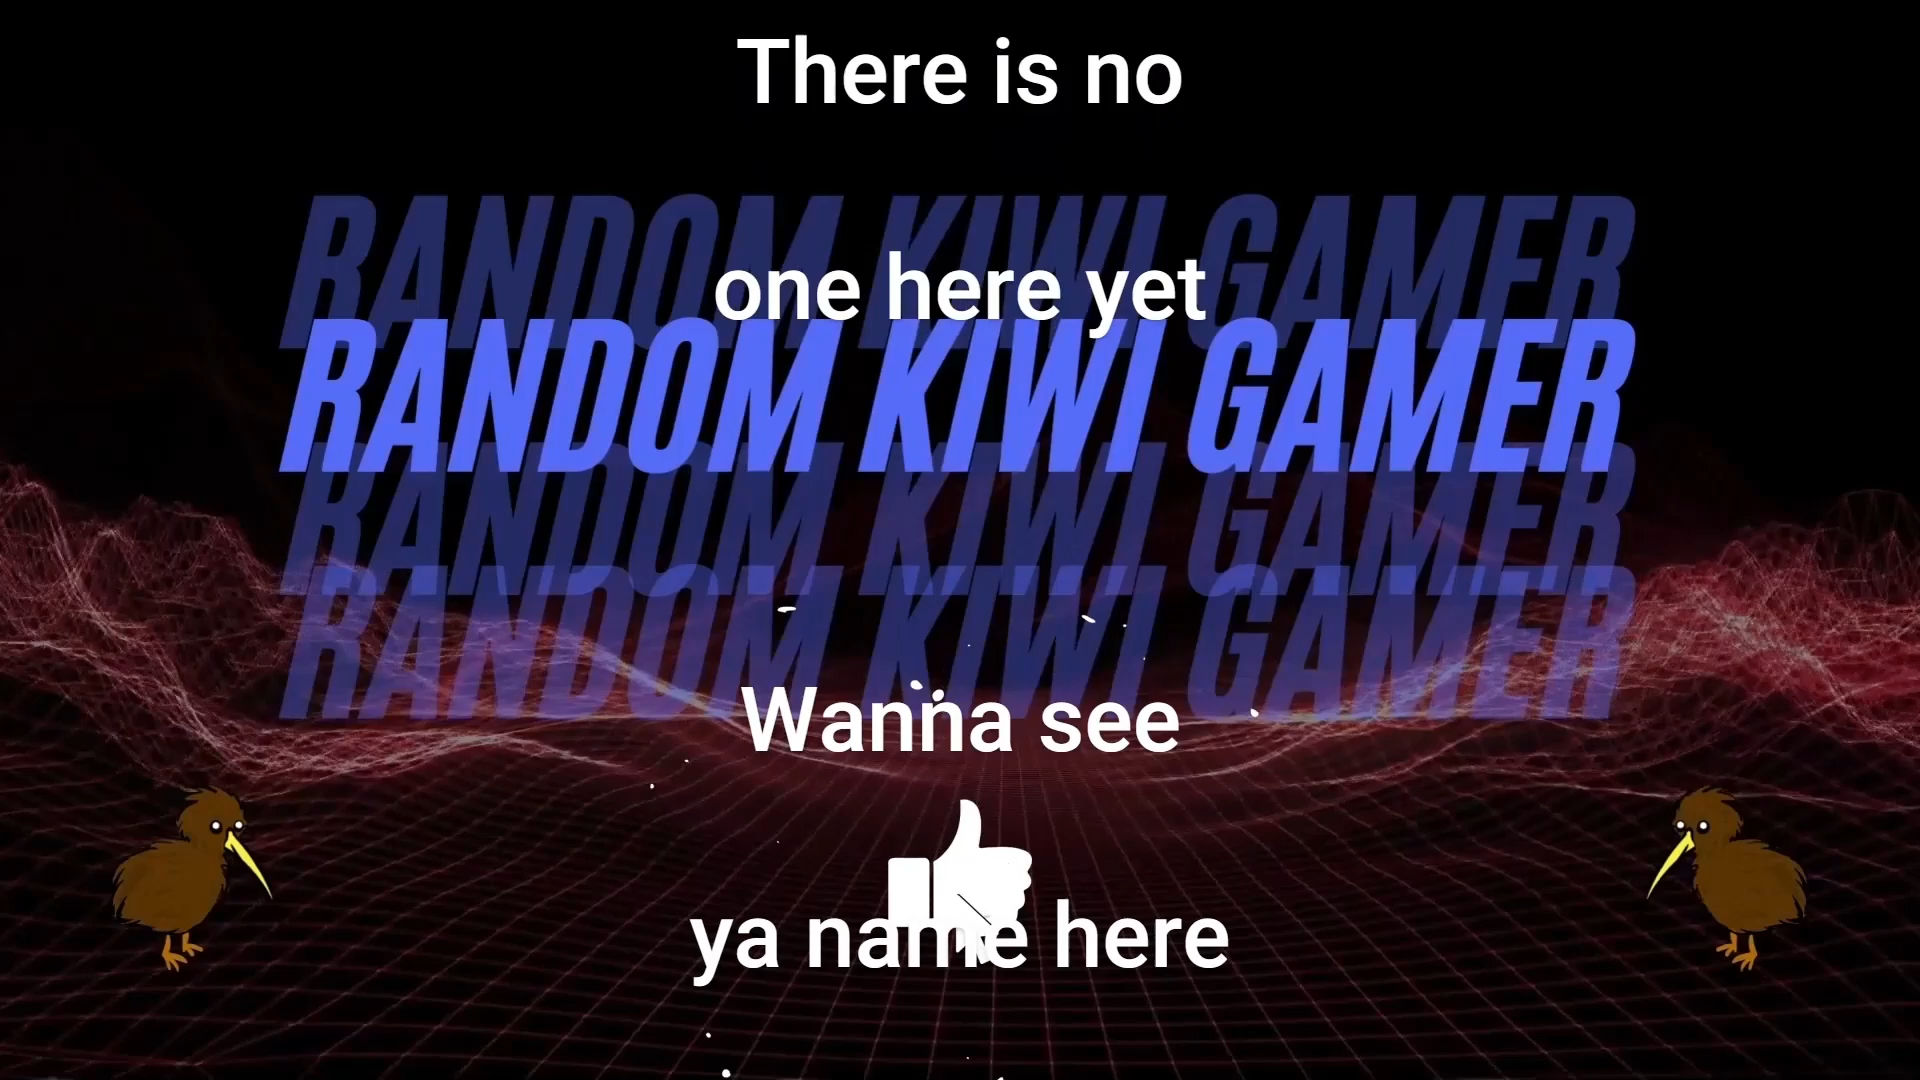 There is no
RANDOM KIWI GAMER
one here yet
RANDOM KIWI GAMER
RANDOM KIWI GAMER
RANDOM KIWI GAMER
Wanna see
ya name here